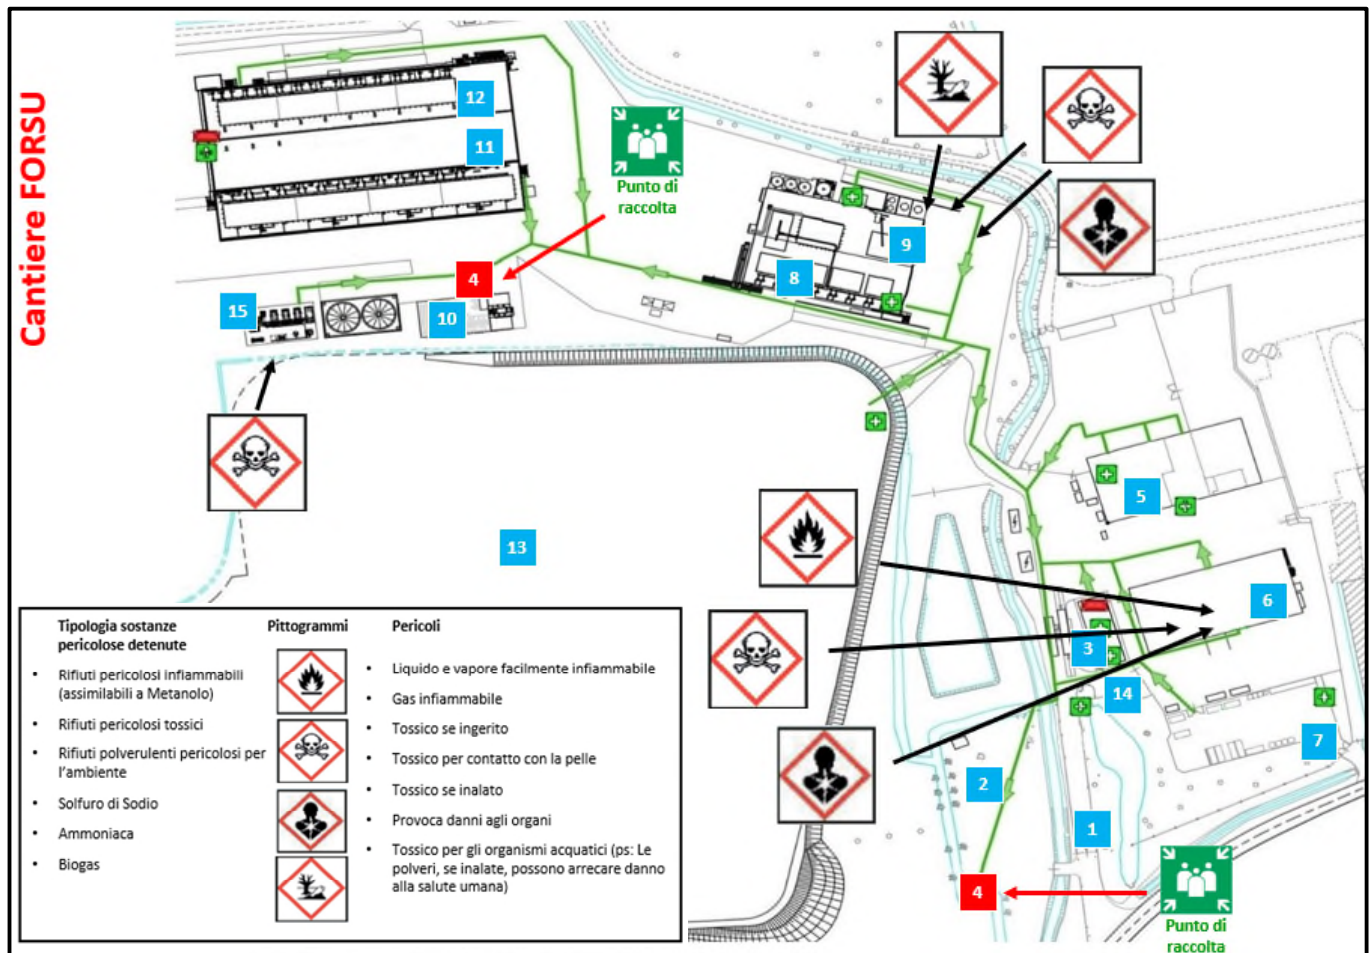 Cantiere FORSU
12
11
Punto di
raccolta
4
15
10
8
9
5
13
6
3
14
7
2
1
4
Punto di
raccolta
Tipologia sostanze
pericolose detenute
Pittogrammi
Pericoli
• Rifiuti pericolosi infiammabili
(assimilabili a Metanolo)
• Rifiuti pericolosi tossici
• Rifiuti polverulenti pericolosi per
l'ambiente
• Solfuro di Sodio
• Ammoniaca
• Biogas
• Liquido e vapore facilmente infiammabile
• Gas infiammabile
• Tossico se ingerito
• Tossico per contatto con la pelle
• Tossico se inalato
• Provoca danni agli organi
• Tossico per gli organismi acquatici (ps: Le
polveri, se inalate, possono arrecare danno
alla salute umana)